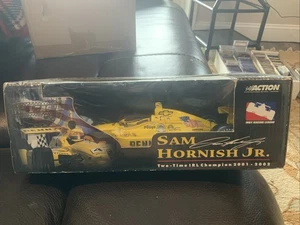 ACTION
SAM
HORNISH JR.
Two-Time IRL Champion 2001 - 2002